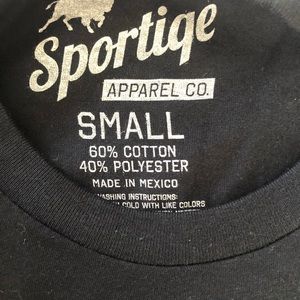 Sportiqe
APPAREL CO.
SMALL
60% COTTON
40% POLYESTER
MADE IN MEXICO
WASHING INSTRUCTIONS:
COLD WITH LIKE COLORS